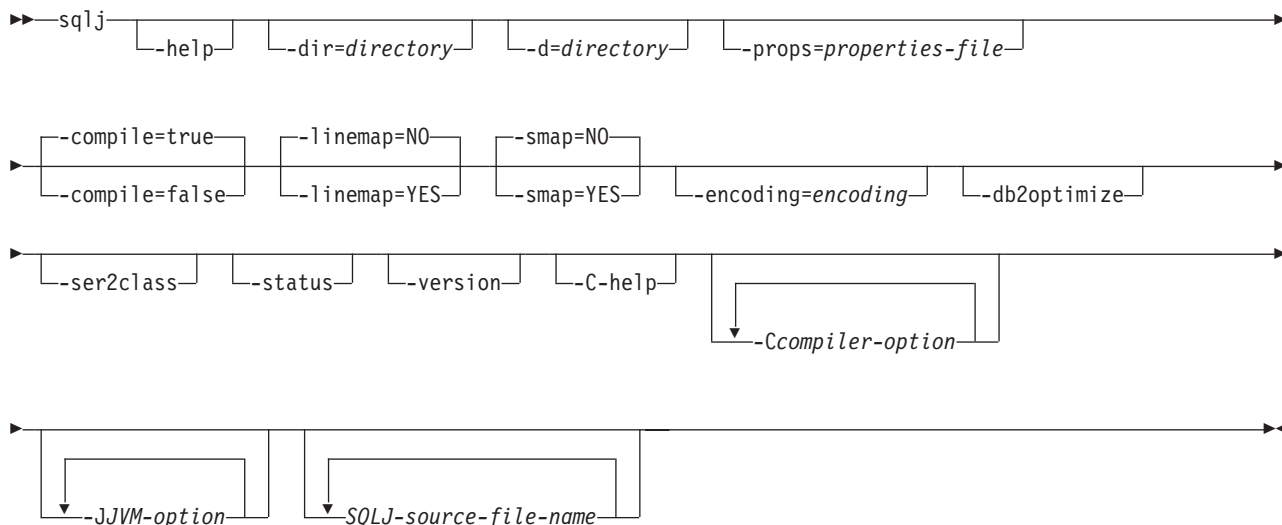 sqlj
-help
-dir=directory
-d=directory
-props=properties-file
-compile=true
-compile=false
-linemap=NO
-linemap=YES
-smap=NO
-smap=YES
-encoding=encoding
-db2optimize
-ser2class
-status
-version
-C-help
-Ccompiler-option
-JJVM-option
SQLJ-source-file-name